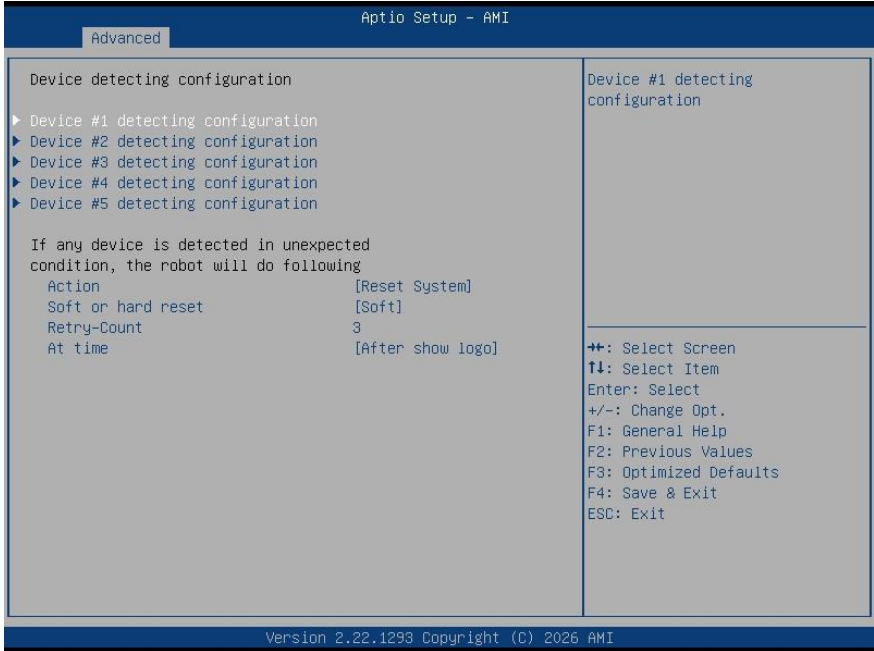 Aptio Setup – AMI
Advanced
Device detecting configuration
Device #1 detecting configuration
Device #2 detecting configuration
Device #3 detecting configuration
Device #4 detecting configuration
Device #5 detecting configuration
If any device is detected in unexpected
condition, the robot will do following
Action [Reset System]
Soft or hard reset [Soft]
Retry-Count 3
At time [After show logo]
Device #1 detecting
configuration
→←: Select Screen
↑↓: Select Item
Enter: Select
+/-: Change Opt.
F1: General Help
F2: Previous Values
F3: Optimized Defaults
F4: Save & Exit
ESC: Exit
Version 2.22.1293 Copyright (C) 2026 AMI